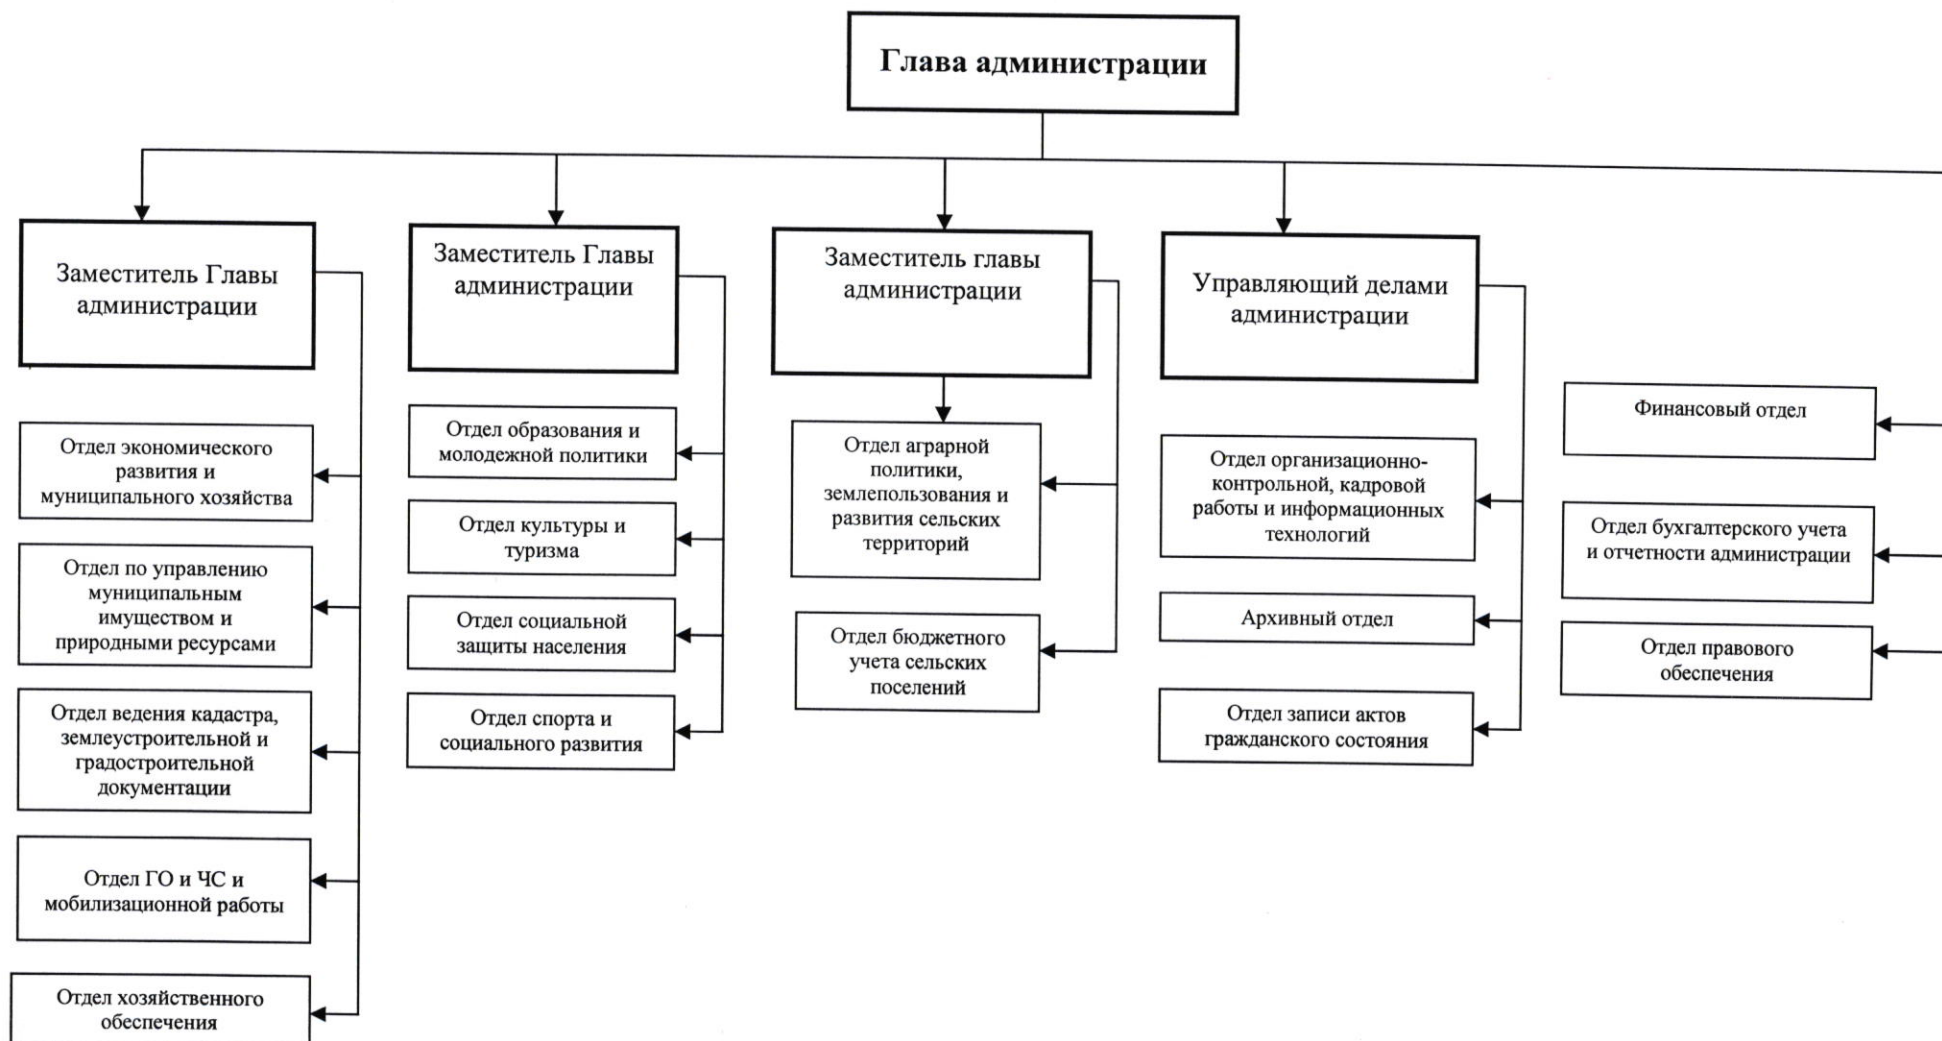 Глава администрации
Заместитель Главы
администрации
Заместитель Главы
администрации
Заместитель главы
администрации
Управляющий делами
администрации
Отдел экономического
развития и
муниципального хозяйства
Отдел по управлению
муниципальным
имуществом и
природными ресурсами
Отдел ведения кадастра,
землеустроительной и
градостроительной
документации
Отдел ГО и ЧС и
мобилизационной работы
Отдел хозяйственного
обеспечения
Отдел образования и
молодежной политики
Отдел культуры и
туризма
Отдел социальной
защиты населения
Отдел спорта и
социального развития
Отдел аграрной
политики,
землепользования и
развития сельских
территорий
Отдел бюджетного
учета сельских
поселений
Отдел организационно-
контрольной, кадровой
работы и информационных
технологий
Архивный отдел
Отдел записи актов
гражданского состояния
Финансовый отдел
Отдел бухгалтерского учета
и отчетности администрации
Отдел правового
обеспечения